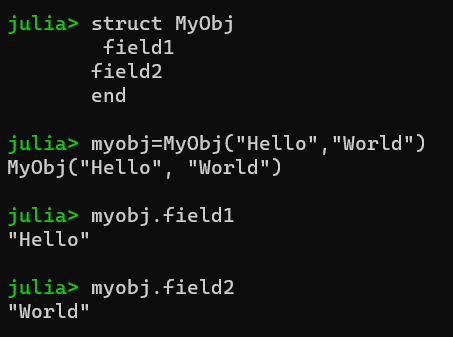 julia> struct MyObj
        field1
       field2
       end

julia> myobj=MyObj("Hello","World")
MyObj("Hello", "World")

julia> myobj.field1
"Hello"

julia> myobj.field2
"World"